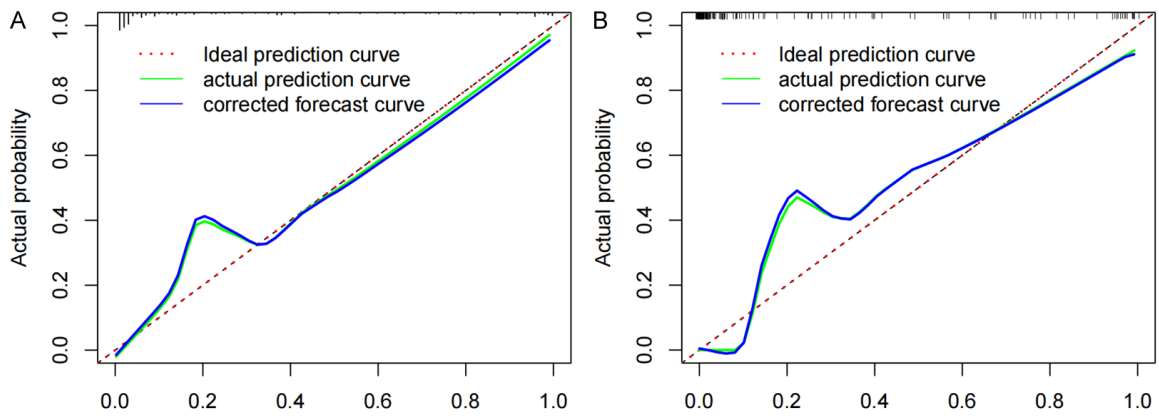 A
Ideal prediction curve
actual prediction curve
corrected forecast curve
Actual probability
0.0 0.2 0.4 0.6 0.8 1.0
0.0 0.2 0.4 0.6 0.8 1.0
B
Ideal prediction curve
actual prediction curve
corrected forecast curve
Actual probability
0.0 0.2 0.4 0.6 0.8 1.0
0.0 0.2 0.4 0.6 0.8 1.0